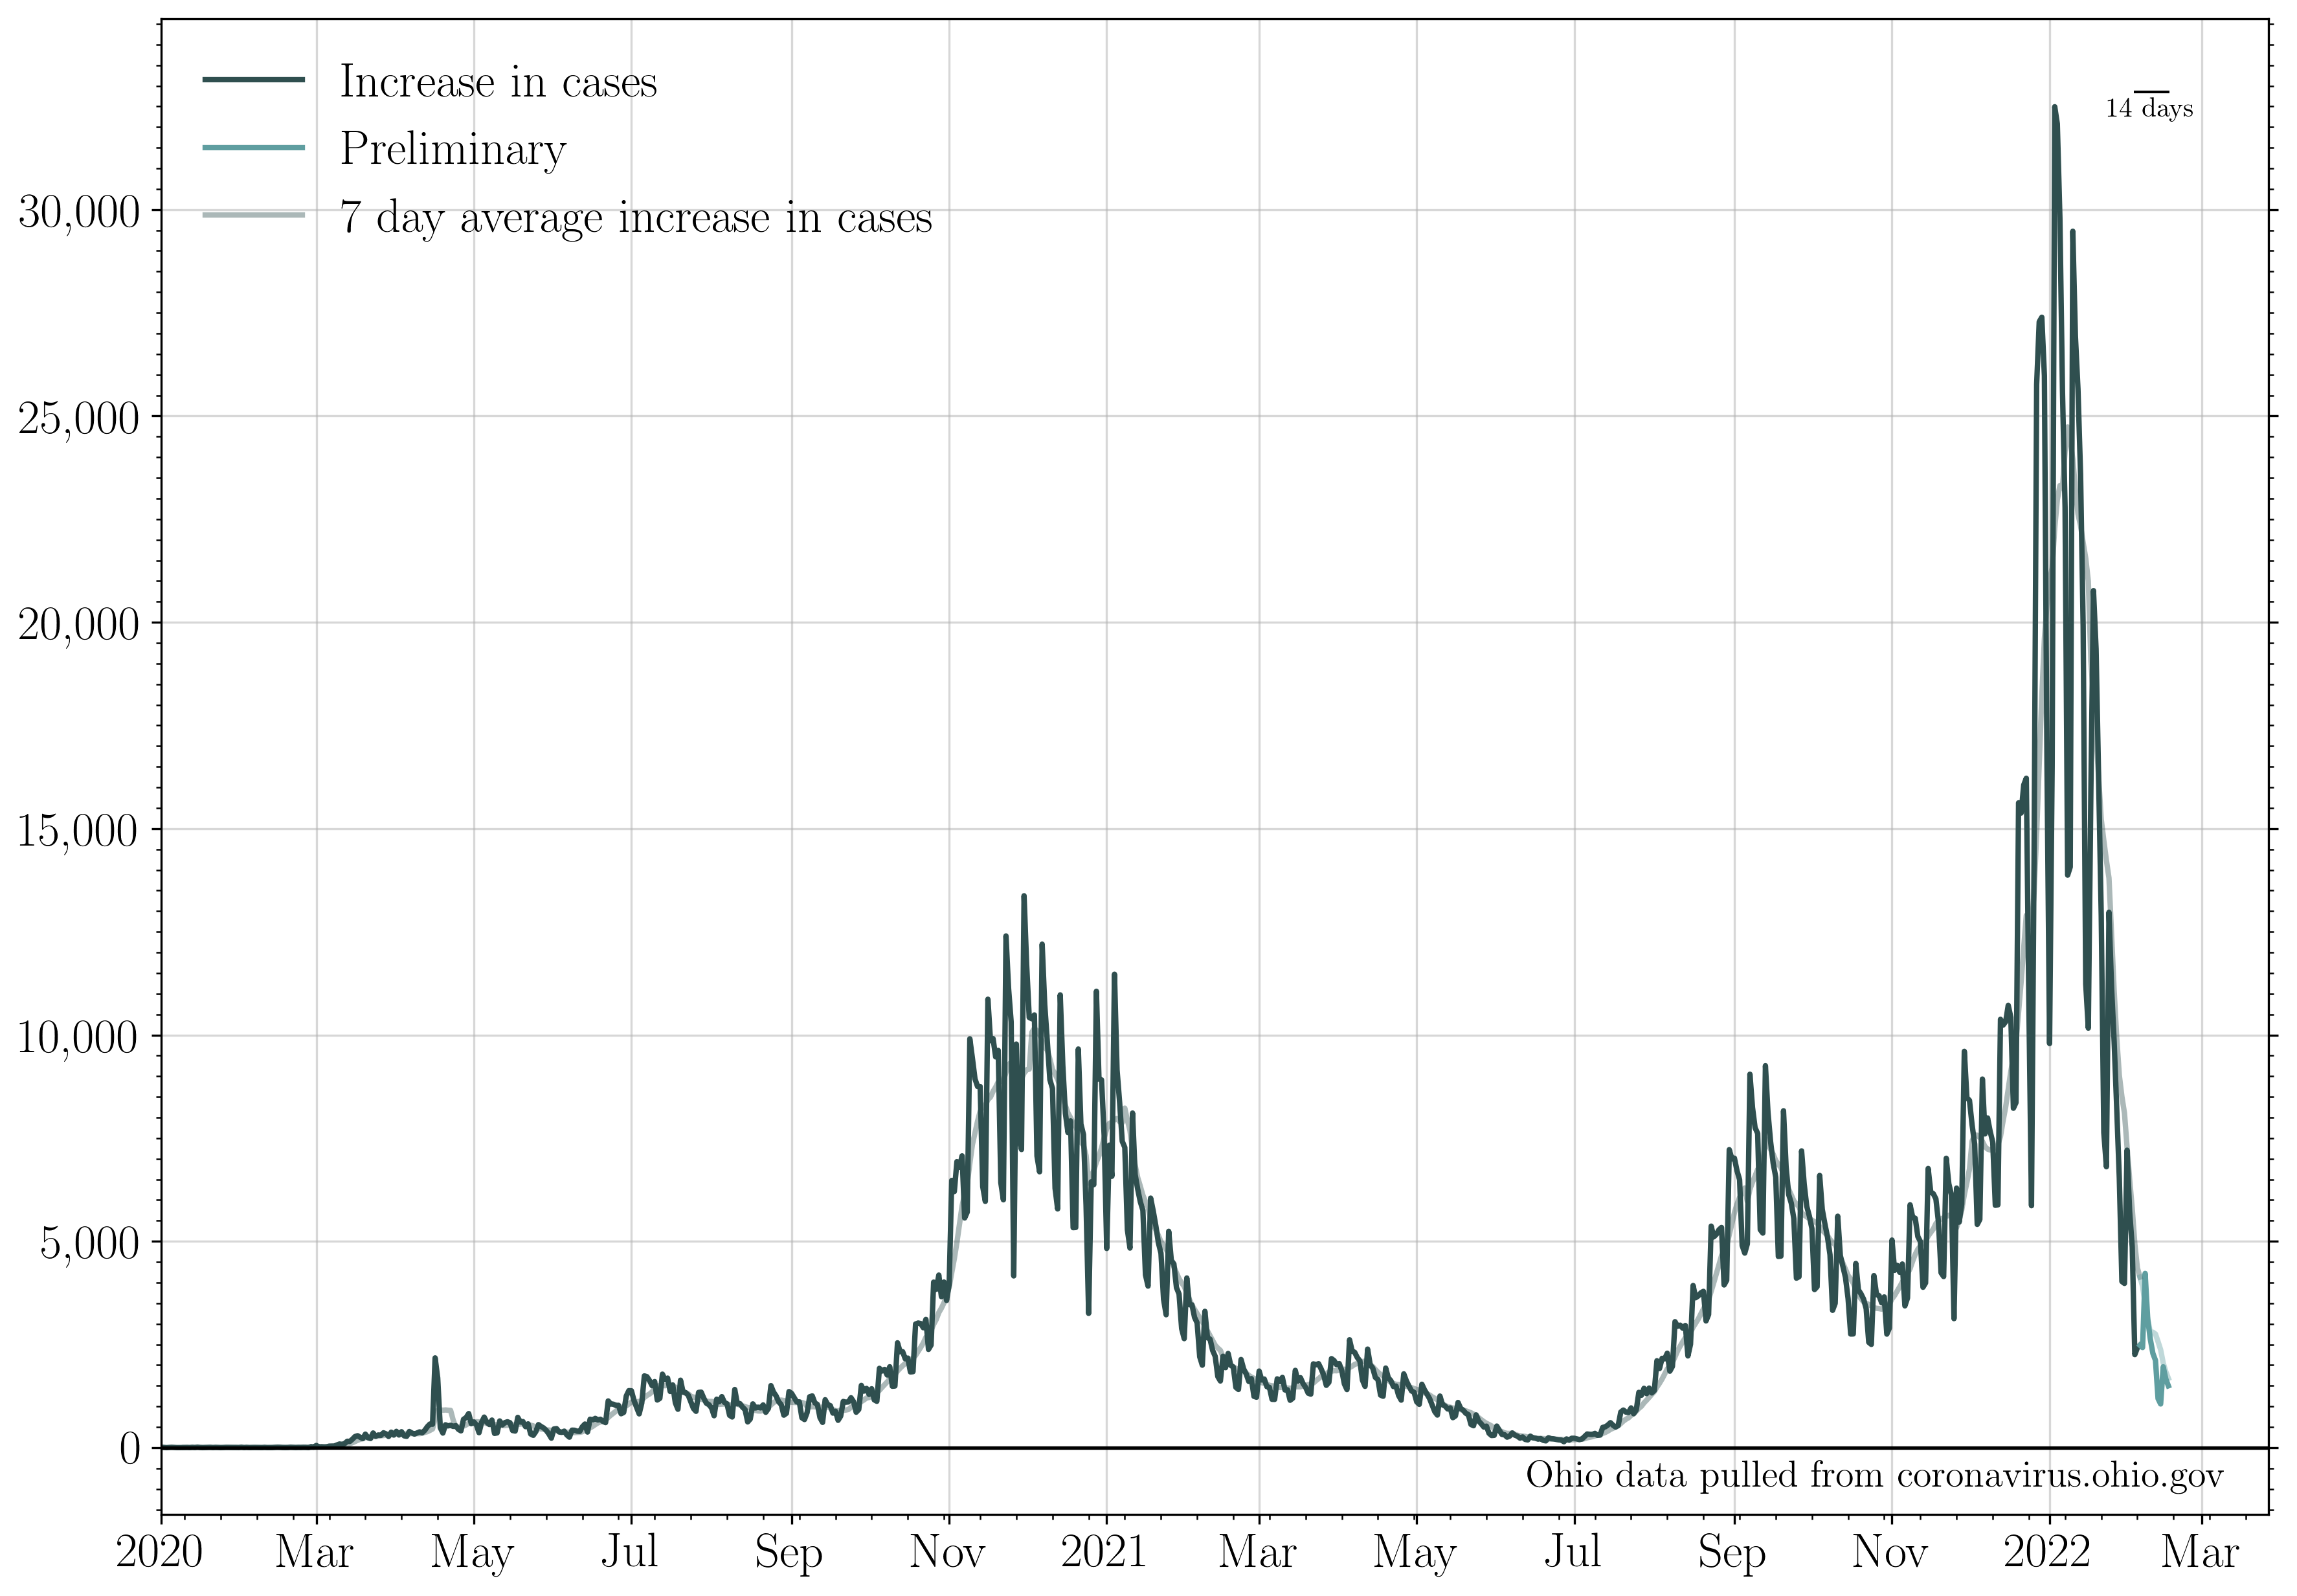 Increase in cases
Preliminary
7 day average increase in cases
14 days
30,000
25,000
20,000
15,000
10,000
5,000
0
Ohio data pulled from coronavirus.ohio.gov
2020 Mar May Jul Sep Nov 2021 Mar May Jul Sep Nov 2022 Mar